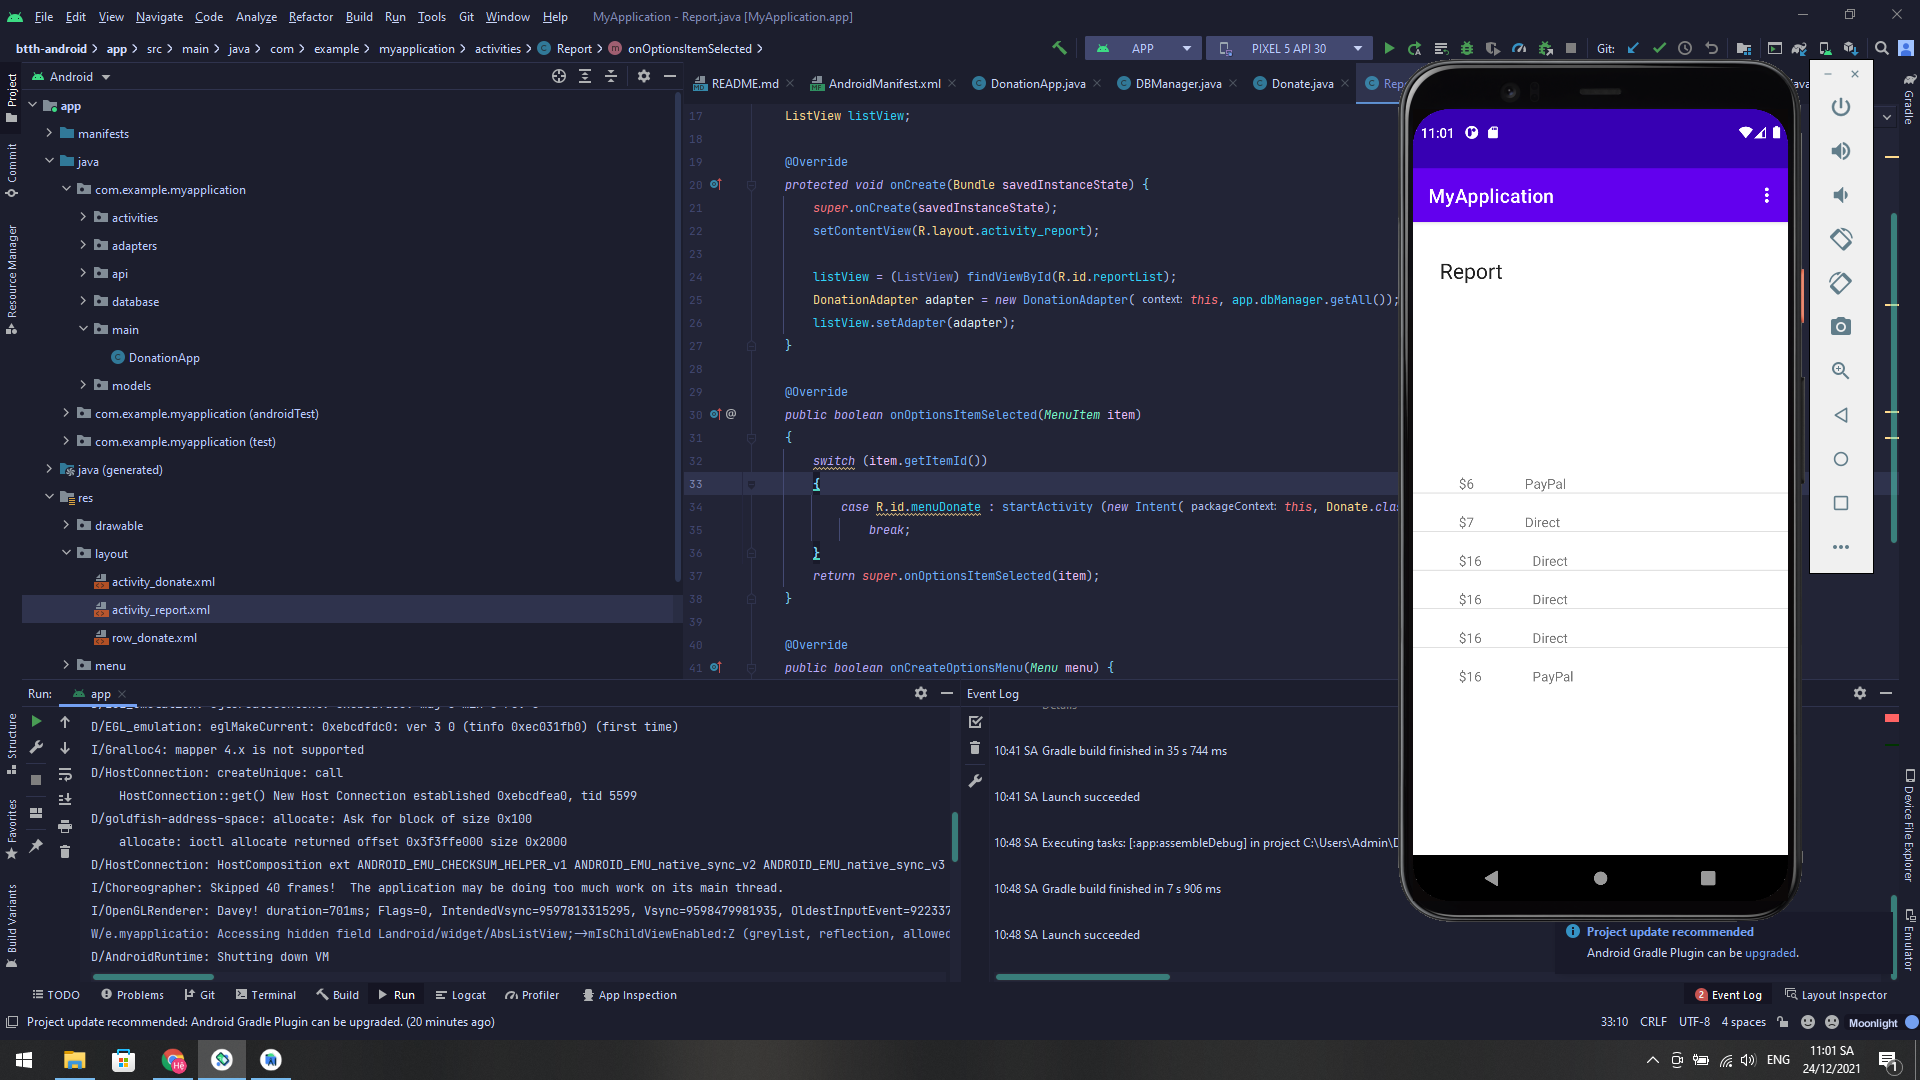 File Edit View Navigate Code Analyze Refactor Build Run Tools Git Window Help MyApplication - Report.java [MyApplication.app]
btth-android app src main java com example myapplication activities Report onOptionsItemSelected APP PIXEL 5 API 30 Git:
Android
README.md AndroidManifest.xml DonationApp.java DBManager.java Donate.java
Project
Commit
Resource Manager
Structure
Favorites
Build Variants
app
manifests
java
com.example.myapplication
activities
adapters
api
database
main
DonationApp
models
com.example.myapplication (androidTest)
com.example.myapplication (test)
java (generated)
res
drawable
layout
activity_donate.xml
activity_report.xml
row_donate.xml
menu
17 ListView listView;
18
19 @Override
20 protected void onCreate(Bundle savedInstanceState) {
21 super.onCreate(savedInstanceState);
22 setContentView(R.layout.activity_report);
23
24 listView = (ListView) findViewById(R.id.reportList);
25 DonationAdapter adapter = new DonationAdapter( context: this, app.dbManager.getAll());
26 listView.setAdapter(adapter);
27 }
28
29 @Override
30 public boolean onOptionsItemSelected(MenuItem item)
31 {
32 switch (item.getItemId())
33 {
34 case R.id.menuDonate : startActivity (new Intent( packageContext: this, Donate.clas
35 break;
36 }
37 return super.onOptionsItemSelected(item);
38 }
39
40 @Override
41 public boolean onCreateOptionsMenu(Menu menu) {
11:01
MyApplication
Report
$6 PayPal
$7 Direct
$16 Direct
$16 Direct
$16 Direct
$16 PayPal
Gradle
Device File Explorer
Emulator
Run: app
D/EGL_emulation: eglMakeCurrent: 0xebcdfdc0: ver 3 0 (tinfo 0xec031fb0) (first time)
I/Gralloc4: mapper 4.x is not supported
D/HostConnection: createUnique: call
HostConnection::get() New Host Connection established 0xebcdfea0, tid 5599
D/goldfish-address-space: allocate: Ask for block of size 0x100
allocate: ioctl allocate returned offset 0x3f3ffe000 size 0x2000
D/HostConnection: HostComposition ext ANDROID_EMU_CHECKSUM_HELPER_v1 ANDROID_EMU_native_sync_v2 ANDROID_EMU_native_sync_v3
I/Choreographer: Skipped 40 frames!  The application may be doing too much work on its main thread.
I/OpenGLRenderer: Davey! duration=701ms; Flags=0, IntendedVsync=9597813315295, Vsync=9598479981935, OldestInputEvent=922337
W/e.myapplicatio: Accessing hidden field Landroid/widget/AbsListView;->mIsChildViewEnabled:Z (greylist, reflection, allowed
D/AndroidRuntime: Shutting down VM
Event Log
10:41 SA Gradle build finished in 35 s 744 ms
10:41 SA Launch succeeded
10:48 SA Executing tasks: [:app:assembleDebug] in project C:\Users\Admin\D
10:48 SA Gradle build finished in 7 s 906 ms
10:48 SA Launch succeeded
Project update recommended
Android Gradle Plugin can be upgraded.
TODO Problems Git Terminal Build Run Logcat Profiler App Inspection 2 Event Log Layout Inspector
Project update recommended: Android Gradle Plugin can be upgraded. (20 minutes ago) 33:10 CRLF UTF-8 4 spaces Moonlight
ENG 11:01 SA
24/12/2021